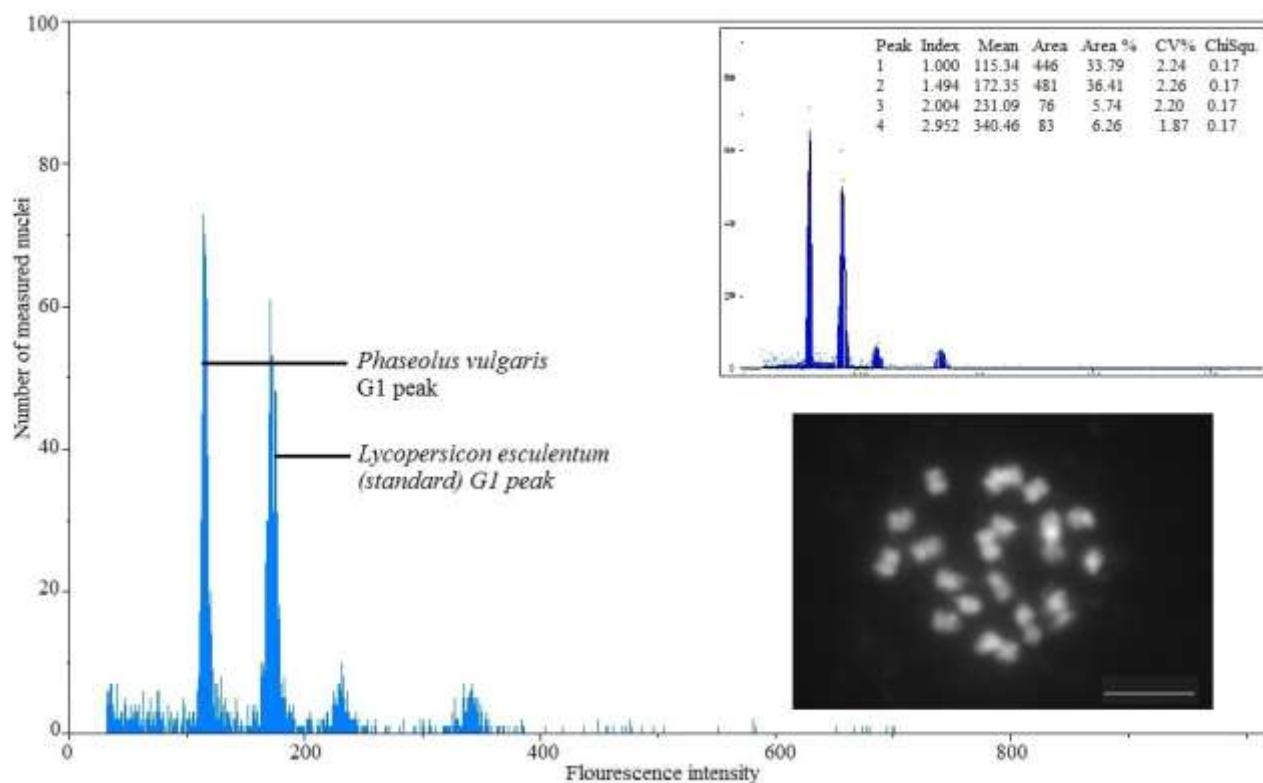 100
80
60
40
20
0
Number of measured nuclei
0 200 400 600 800
Flourescence intensity
Phaseolus vulgaris
G1 peak
Lycopersicon esculentum
(standard) G1 peak
Peak Index Mean Area Area % CV% ChiSqu.
1 1.000 115.34 446 33.79 2.24 0.17
2 1.494 172.35 481 36.41 2.26 0.17
3 2.004 231.09 76 5.74 2.20 0.17
4 2.952 340.46 83 6.26 1.87 0.17